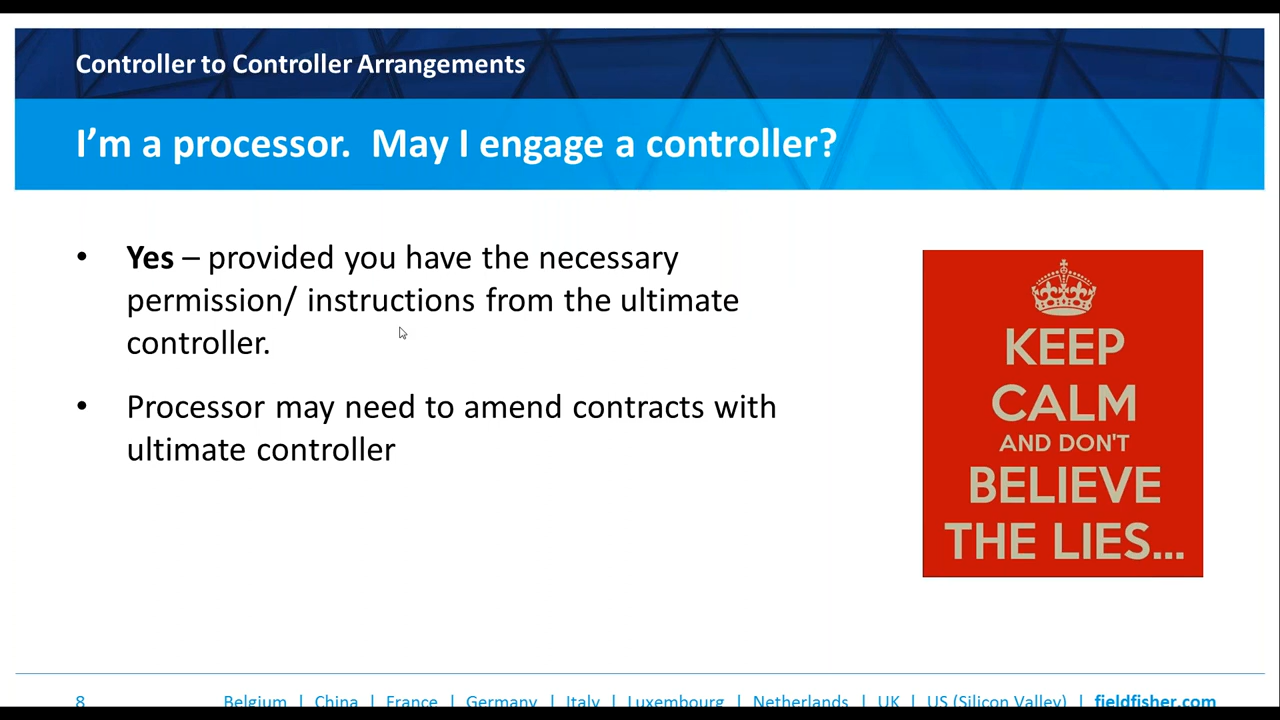 Controller to Controller Arrangements
I’m a processor.  May I engage a controller?
• Yes – provided you have the necessary
permission/ instructions from the ultimate
controller.
• Processor may need to amend contracts with
ultimate controller
KEEP
CALM
AND DON'T
BELIEVE
THE LIES...
8
Belgium | China | France | Germany | Italy | Luxembourg | Netherlands | UK | US (Silicon Valley) | fieldfisher.com